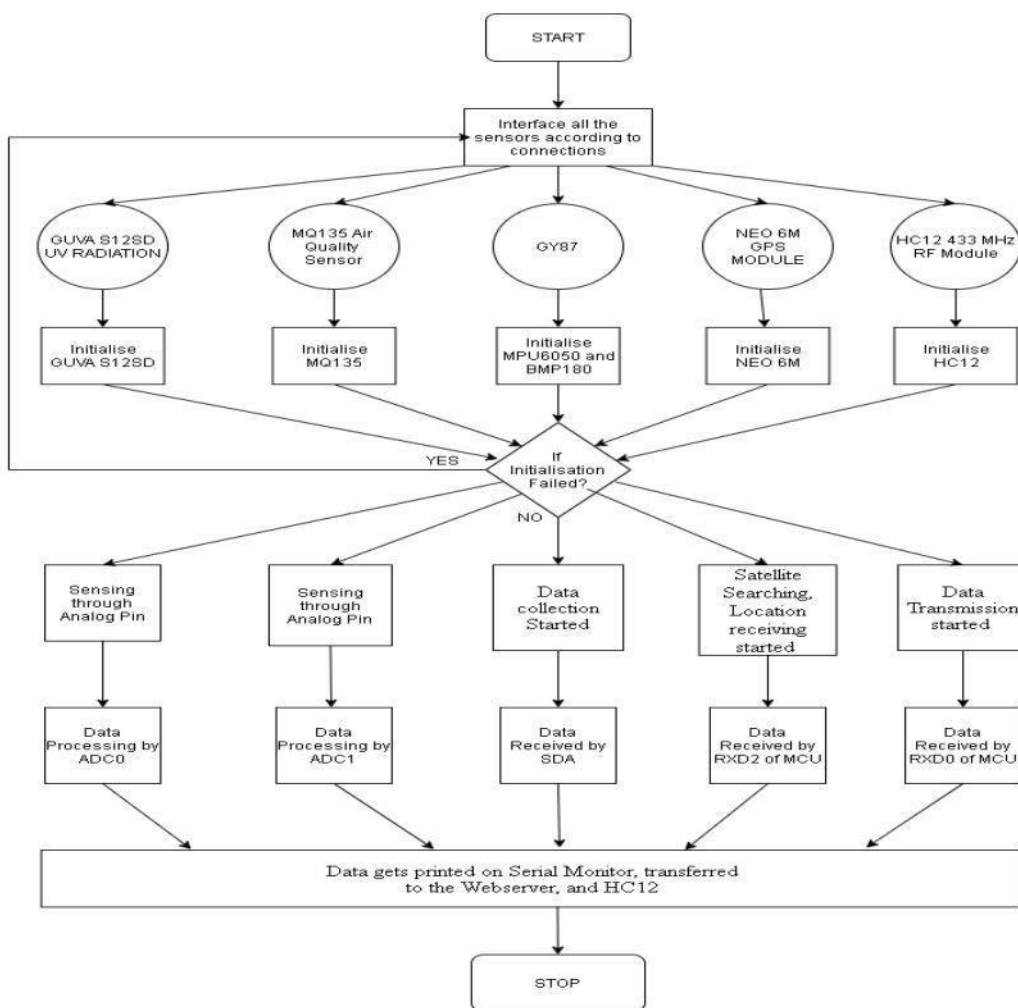 START
Interface all the
sensors according to
connections
GUVA S12SD
UV RADIATION
MQ135 Air
Quality
Sensor
GY87
NEO 6M
GPS
MODULE
HC12 433 MHz
RF Module
Initialise
GUVA S12SD
Initialise
MQ135
Initialise
MPU6050 and
BMP180
Initialise
NEO 6M
Initialise
HC12
If
Initialisation
Failed?
YES
NO
Sensing
through
Analog Pin
Sensing
through
Analog Pin
Data
collection
Started
Satellite
Searching,
Location
receiving
started
Data
Transmission
started
Data
Processing by
ADC0
Data
Processing by
ADC1
Data
Received by
SDA
Data
Received by
RXD2 of MCU
Data
Received by
RXD0 of MCU
Data gets printed on Serial Monitor, transferred
to the Webserver, and HC12
STOP